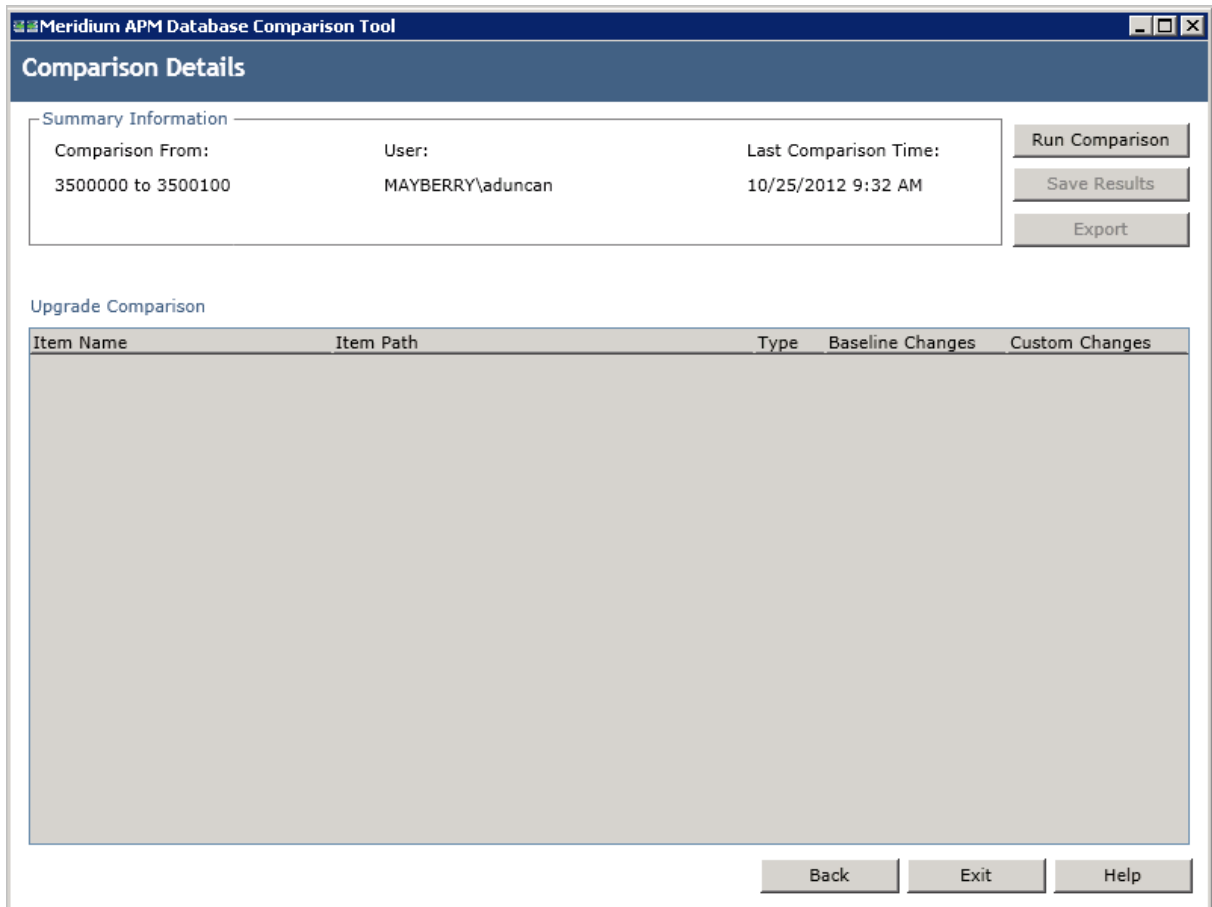 Meridium APM Database Comparison Tool
Comparison Details
Summary Information
Comparison From: User: Last Comparison Time:
3500000 to 3500100 MAYBERRY\aduncan 10/25/2012 9:32 AM
Run Comparison
Save Results
Export
Upgrade Comparison
Item Name Item Path Type Baseline Changes Custom Changes
Back Exit Help